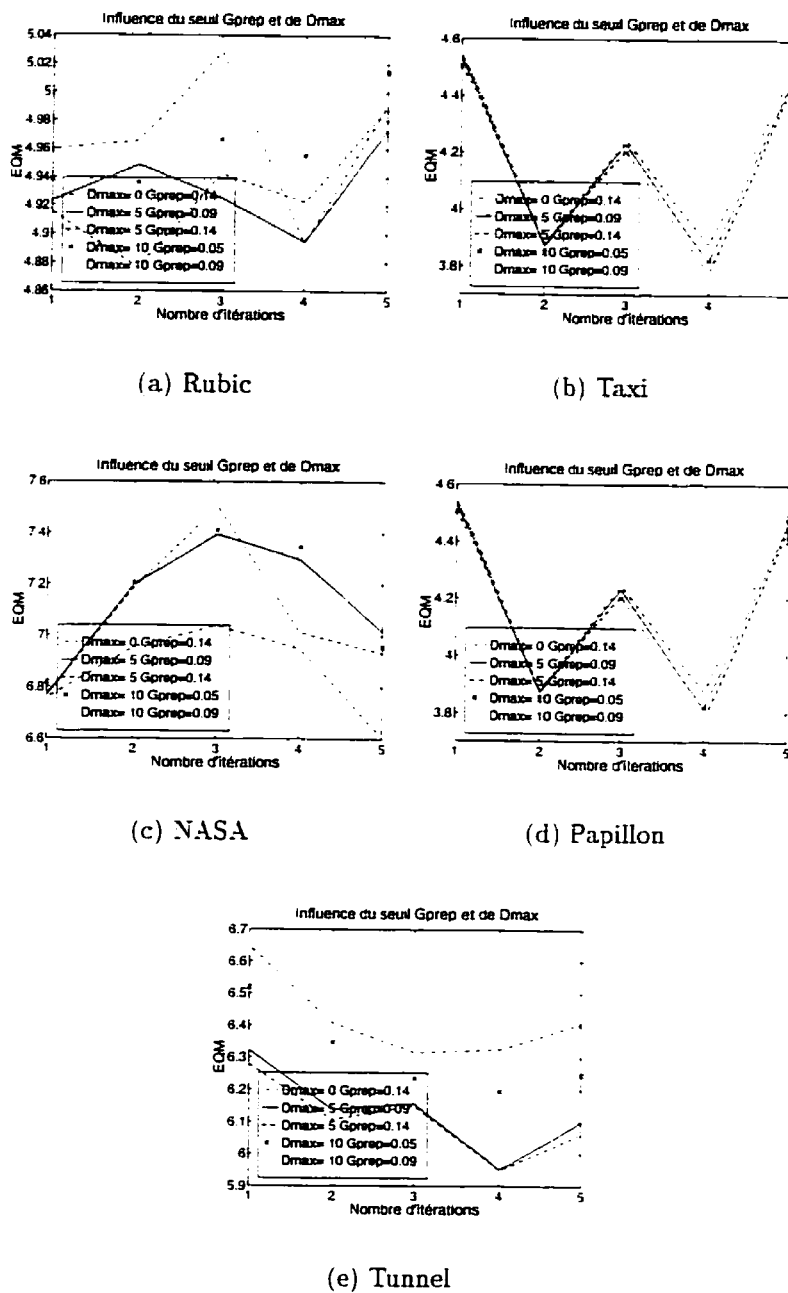 Influence du seuil Gprep et de Dmax
5.04
5.02
5
4.98
4.96
4.94
4.92
4.9
4.88
4.86
EQM
Dmax= 0 Gprep=0.14
Dmax= 5 Gprep=0.09
Dmax= 5 Gprep=0.14
Dmax= 10 Gprep=0.05
Dmax= 10 Gprep=0.09
1 2 3 4 5
Nombre d'itérations
(a) Rubic
Influence du seuil Gprep et de Dmax
4.6
4.4
4.2
4
3.8
EQM
Dmax= 0 Gprep=0.14
Dmax= 5 Gprep=0.09
Dmax= 5 Gprep=0.14
Dmax= 10 Gprep=0.05
Dmax= 10 Gprep=0.09
1 2 3 4
Nombre d'itérations
(b) Taxi
Influence du seuil Gprep et de Dmax
7.6
7.4
7.2
7
6.8
6.6
EQM
Dmax= 0 Gprep=0.14
Dmax= 5 Gprep=0.09
Dmax= 5 Gprep=0.14
Dmax= 10 Gprep=0.05
Dmax= 10 Gprep=0.09
1 2 3 4 5
Nombre d'itérations
(c) NASA
Influence du seuil Gprep et de Dmax
4.6
4.4
4.2
4
3.8
EQM
Dmax= 0 Gprep=0.14
Dmax= 5 Gprep=0.09
Dmax= 5 Gprep=0.14
Dmax= 10 Gprep=0.05
Dmax= 10 Gprep=0.09
1 2 3 4 5
Nombre d'iterations
(d) Papillon
Influence du seuil Gprep et de Dmax
6.7
6.6
6.5
6.4
6.3
6.2
6.1
6
5.9
EQM
Dmax= 0 Gprep=0.14
Dmax= 5 Gprep=0.09
Dmax= 5 Gprep=0.14
Dmax= 10 Gprep=0.05
Dmax= 10 Gprep=0.09
1 2 3 4 5
Nombre d'itérations
(e) Tunnel